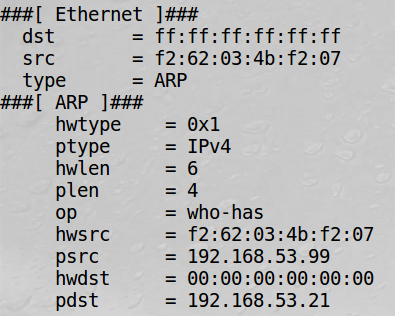 ###[ Ethernet ]###
  dst       = ff:ff:ff:ff:ff:ff
  src       = f2:62:03:4b:f2:07
  type      = ARP
###[ ARP ]###
     hwtype    = 0x1
     ptype     = IPv4
     hwlen     = 6
     plen      = 4
     op        = who-has
     hwsrc     = f2:62:03:4b:f2:07
     psrc      = 192.168.53.99
     hwdst     = 00:00:00:00:00:00
     pdst      = 192.168.53.21